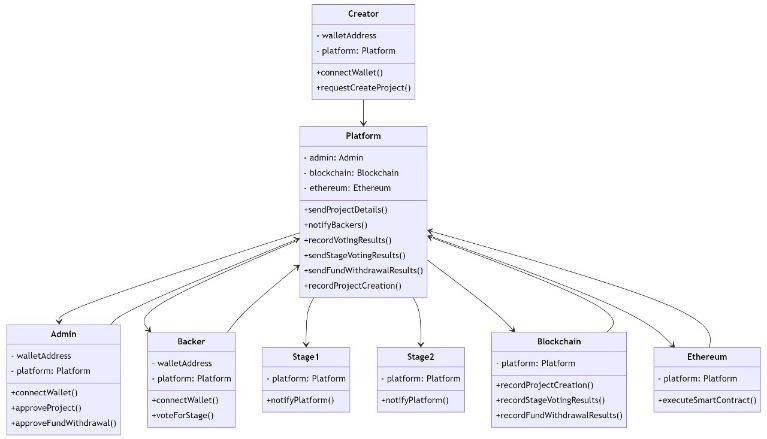 Creator
- walletAddress
- platform: Platform
+connectWallet()
+requestCreateProject()
Platform
- admin: Admin
- blockchain: Blockchain
- ethereum: Ethereum
+sendProjectDetails()
+notifyBackers()
+recordVotingResults()
+sendStageVotingResults()
+sendFundWithdrawalResults()
+recordProjectCreation()
Admin
- walletAddress
- platform: Platform
+connectWallet()
+approveProject()
+approveFundWithdrawal()
Backer
- walletAddress
- platform: Platform
+connectWallet()
+voteForStage()
Stage1
- platform: Platform
+notifyPlatform()
Stage2
- platform: Platform
+notifyPlatform()
Blockchain
- platform: Platform
+recordProjectCreation()
+recordStageVotingResults()
+recordFundWithdrawalResults()
Ethereum
- platform: Platform
+executeSmartContract()